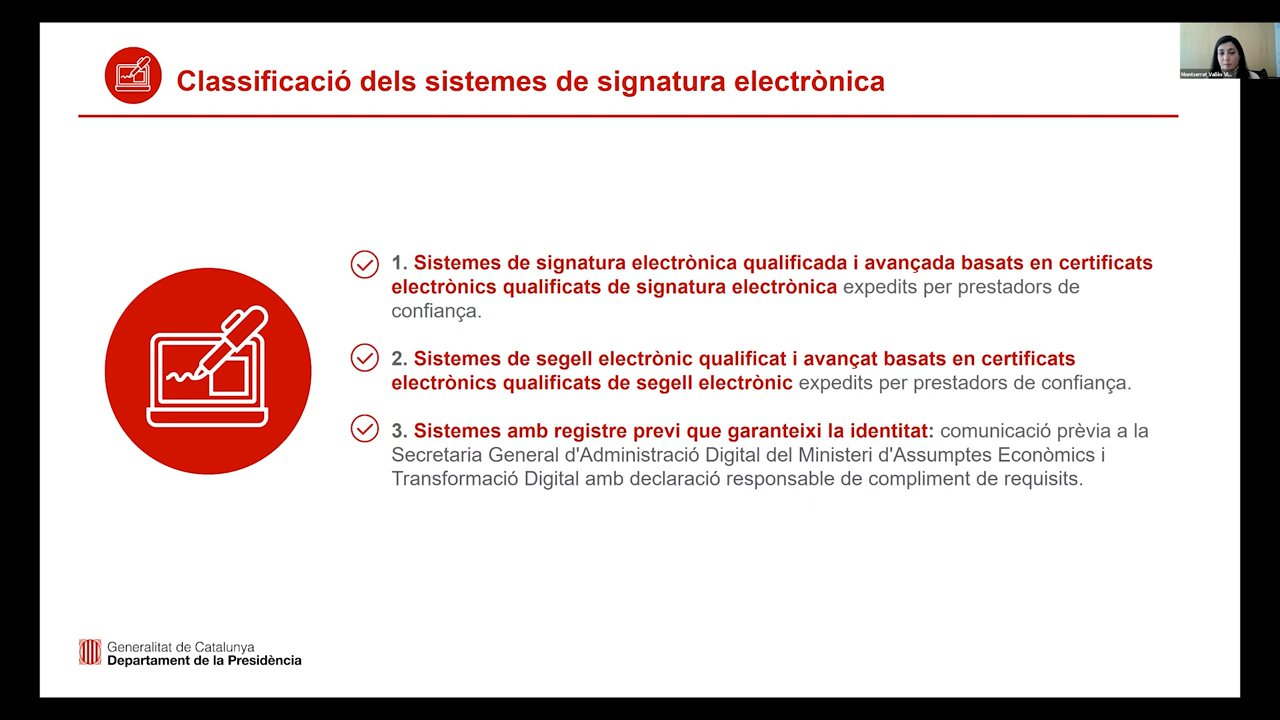 Classificació dels sistemes de signatura electrònica
Montserrat Vallès Vi...
1. Sistemes de signatura electrònica qualificada i avançada basats en certificats
electrònics qualificats de signatura electrònica expedits per prestadors de
confiança.
2. Sistemes de segell electrònic qualificat i avançat basats en certificats
electrònics qualificats de segell electrònic expedits per prestadors de confiança.
3. Sistemes amb registre previ que garanteixi la identitat: comunicació prèvia a la
Secretaria General d'Administració Digital del Ministeri d'Assumptes Econòmics i
Transformació Digital amb declaració responsable de compliment de requisits.
Generalitat de Catalunya
Departament de la Presidència